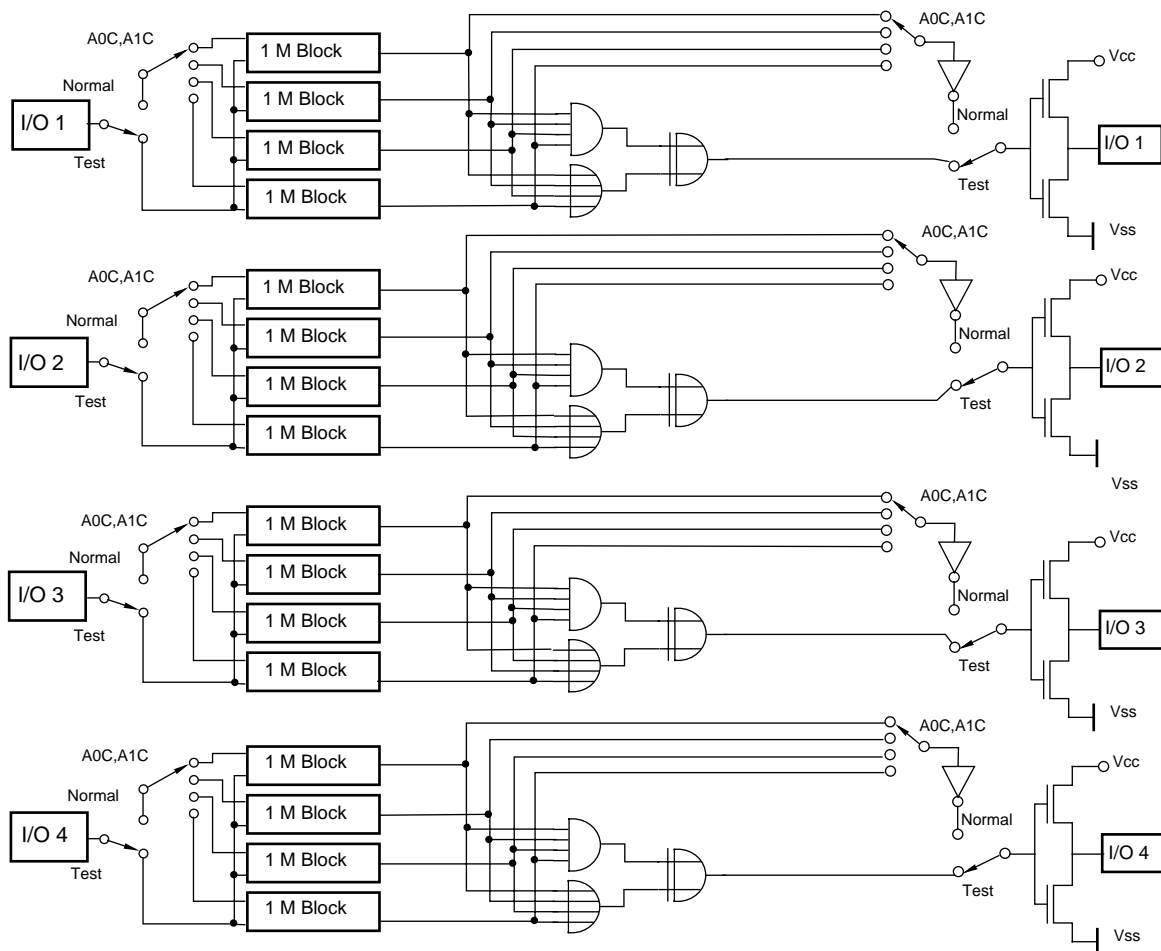 A0C,A1C
1 M Block
A0C,A1C
Vcc
Normal
1 M Block
I/O 1
Normal
I/O 1
1 M Block
Test
Test
1 M Block
Vss
A0C,A1C
A0C,A1C
1 M Block
Vcc
Normal
1 M Block
Normal
I/O 2
I/O 2
1 M Block
Test
Test
1 M Block
Vss
A0C,A1C
A0C,A1C
1 M Block
Vcc
Normal
1 M Block
I/O 3
Normal
1 M Block
I/O 3
Test
Test
1 M Block
Vss
A0C,A1C
A0C,A1C
1 M Block
Vcc
Normal
1 M Block
Normal
I/O 4
I/O 4
1 M Block
Test
Test
1 M Block
Vss